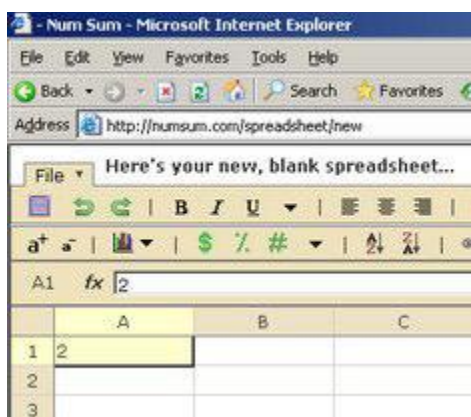 - Num Sum - Microsoft Internet Explorer
File Edit View Favorites Tools Help
Back Search Favorites
Address http://numsum.com/spreadsheet/new
File Here's your new, blank spreadsheet...
B I U
a+ a- $ % #
A1 fx 2
A B C
1 2
2
3